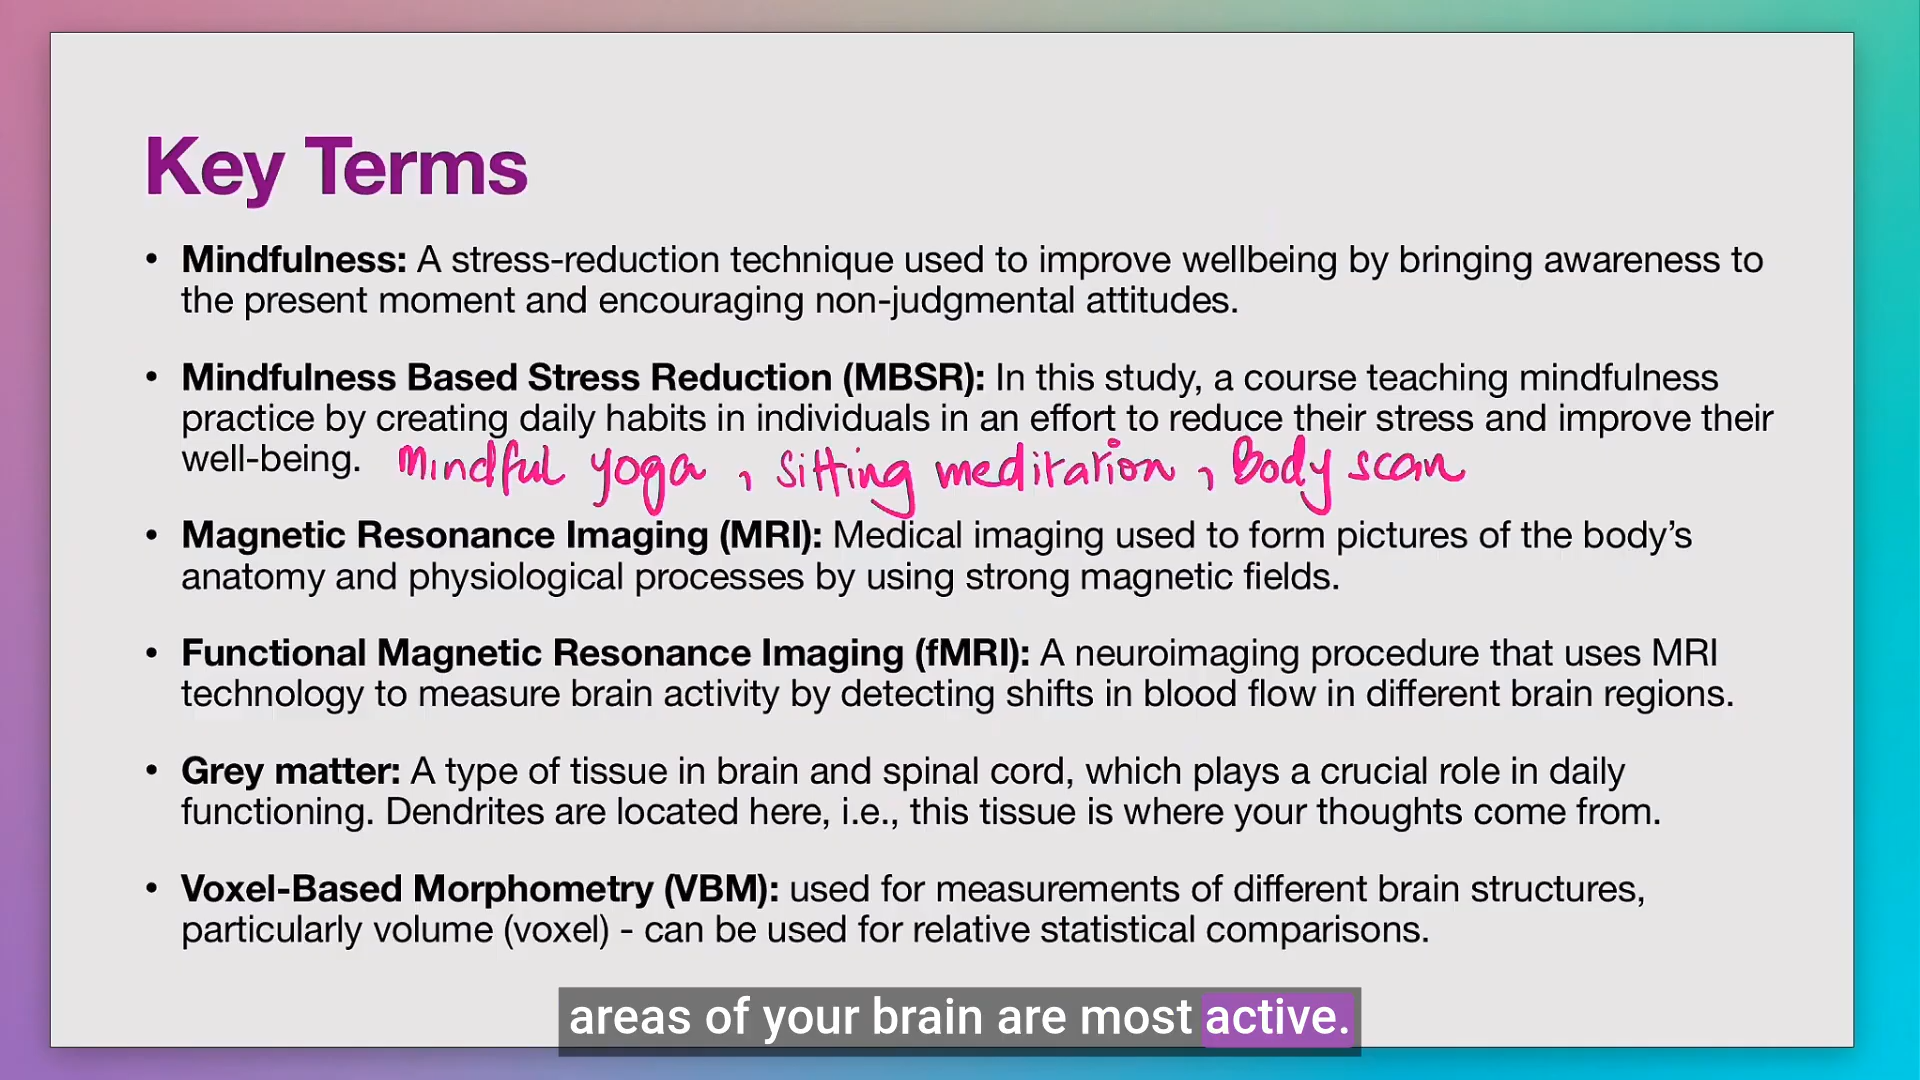 Key Terms
• Mindfulness: A stress-reduction technique used to improve wellbeing by bringing awareness to
the present moment and encouraging non-judgmental attitudes.
• Mindfulness Based Stress Reduction (MBSR): In this study, a course teaching mindfulness
practice by creating daily habits in individuals in an effort to reduce their stress and improve their
well-being. Mindful yoga, Sitting meditation, Body scan
• Magnetic Resonance Imaging (MRI): Medical imaging used to form pictures of the body’s
anatomy and physiological processes by using strong magnetic fields.
• Functional Magnetic Resonance Imaging (fMRI): A neuroimaging procedure that uses MRI
technology to measure brain activity by detecting shifts in blood flow in different brain regions.
• Grey matter: A type of tissue in brain and spinal cord, which plays a crucial role in daily
functioning. Dendrites are located here, i.e., this tissue is where your thoughts come from.
• Voxel-Based Morphometry (VBM): used for measurements of different brain structures,
particularly volume (voxel) - can be used for relative statistical comparisons.
areas of your brain are most active.